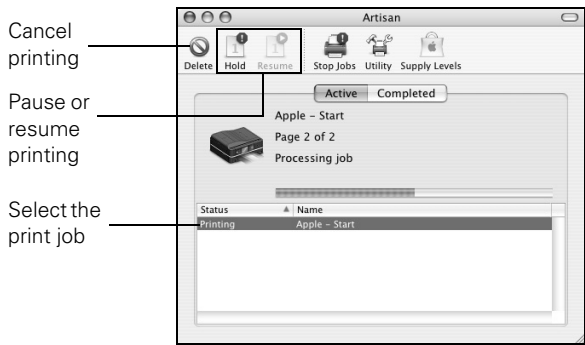 Artisan
Cancel
printing
Delete
Hold
Resume
Stop Jobs
Utility
Supply Levels
Pause or
resume
printing
Active
Completed
Apple – Start
Page 2 of 2
Processing job
Select the
print job
Status
Name
Printing
Apple – Start